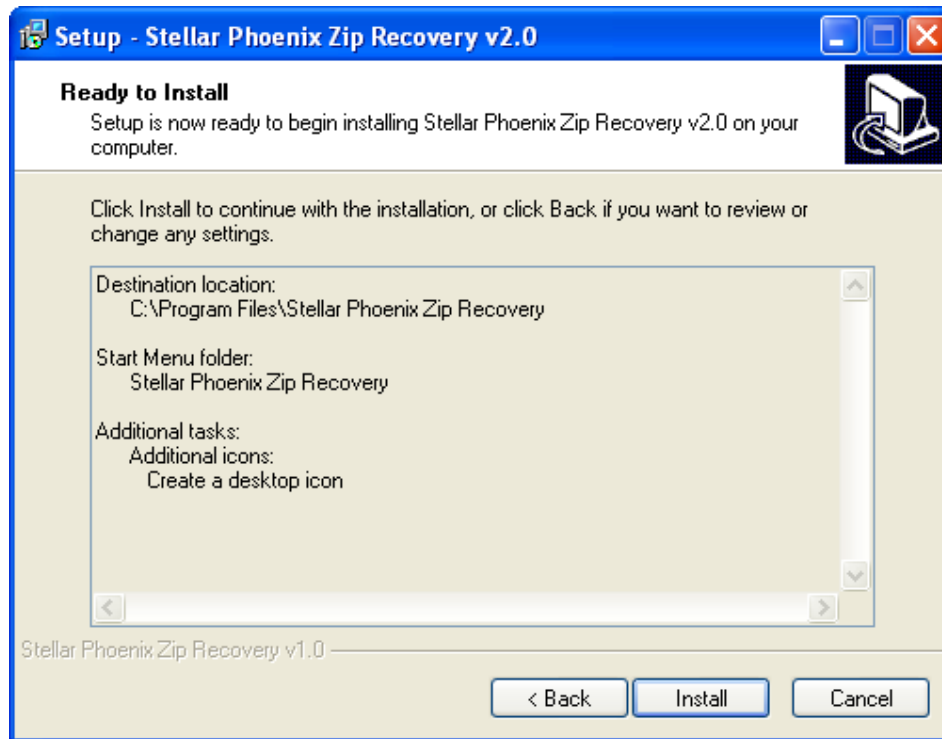 Setup - Stellar Phoenix Zip Recovery v2.0
Ready to Install
Setup is now ready to begin installing Stellar Phoenix Zip Recovery v2.0 on your
computer.
Click Install to continue with the installation, or click Back if you want to review or
change any settings.
Destination location:
C:\Program Files\Stellar Phoenix Zip Recovery
Start Menu folder:
Stellar Phoenix Zip Recovery
Additional tasks:
Additional icons:
Create a desktop icon
Stellar Phoenix Zip Recovery v1.0
< Back Install Cancel